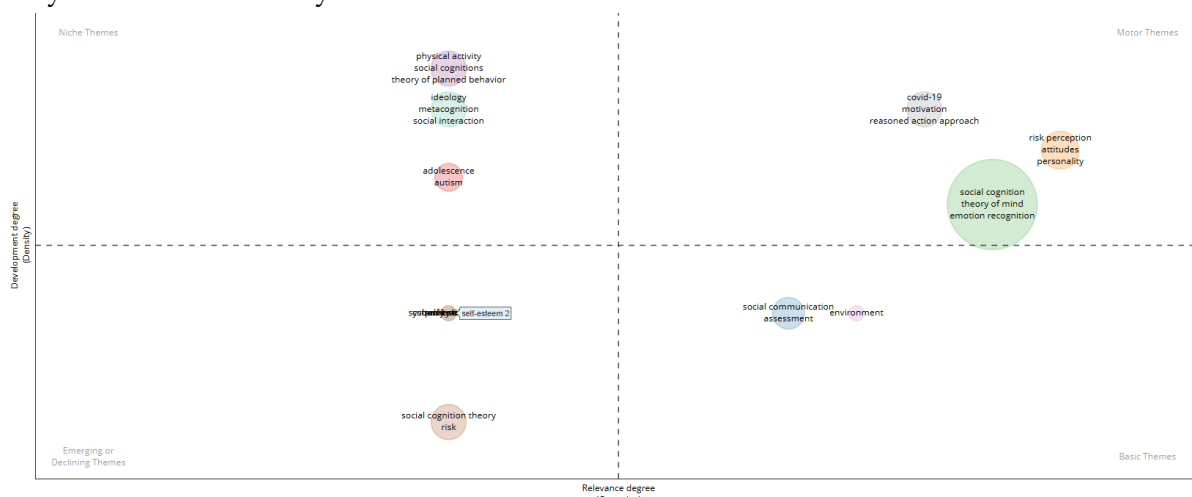 Niche Themes
Motor Themes
physical activity
social cognitions
theory of planned behavior
ideology
metacognition
social interaction
adolescence
autism
covid-19
motivation
reasoned action approach
risk perception
attitudes
personality
social cognition
theory of mind
emotion recognition
Development degree
(Density)
self-esteem 2
social communication
assessment
environment
social cognition theory
risk
Emerging or
Declining Themes
Basic Themes
Relevance degree